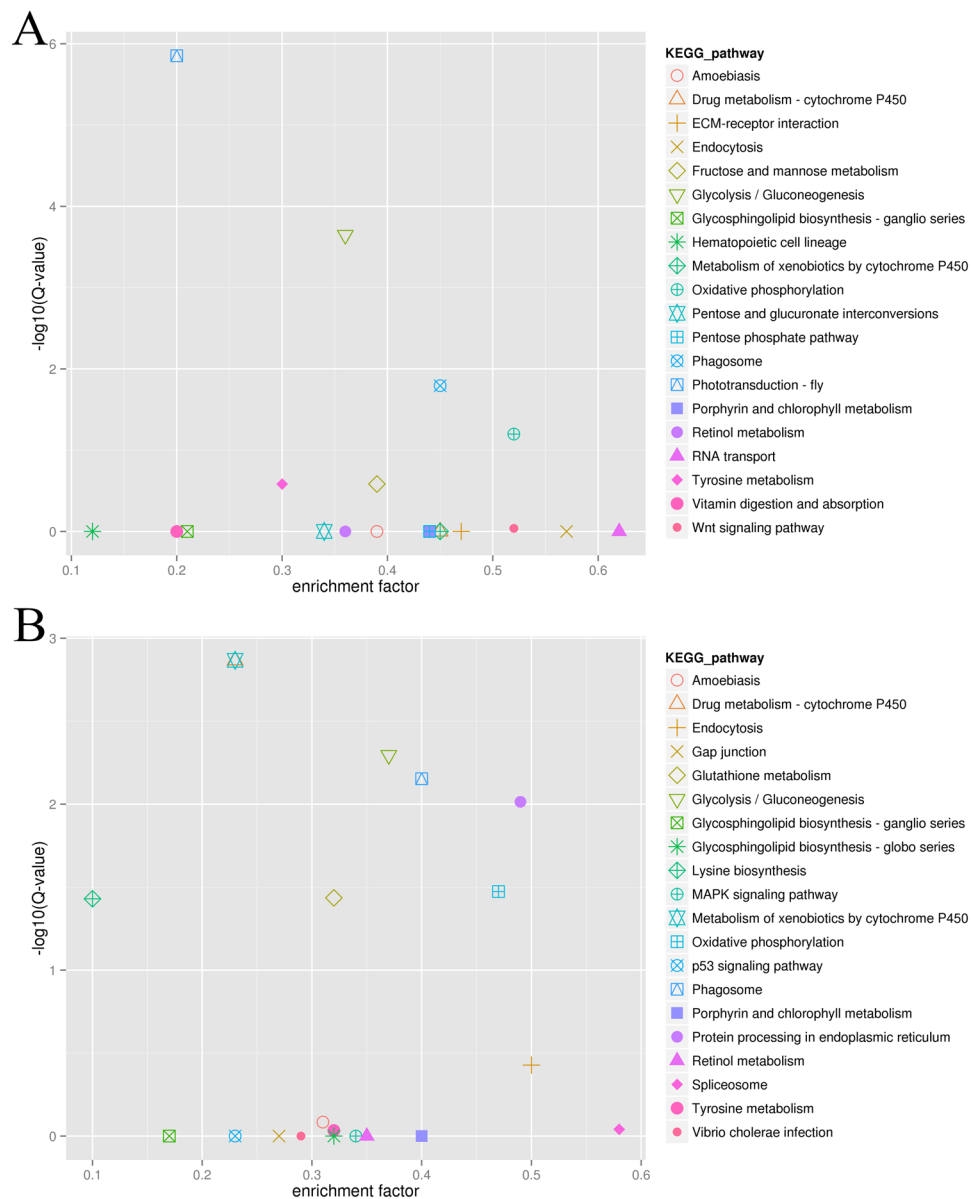 A
6
4
2
0
-log10(Q-value)
0.1 0.2 0.3 0.4 0.5 0.6
enrichment factor
KEGG_pathway
Amoebiasis
Drug metabolism - cytochrome P450
ECM-receptor interaction
Endocytosis
Fructose and mannose metabolism
Glycolysis / Gluconeogenesis
Glycosphingolipid biosynthesis - ganglio series
Hematopoietic cell lineage
Metabolism of xenobiotics by cytochrome P450
Oxidative phosphorylation
Pentose and glucuronate interconversions
Pentose phosphate pathway
Phagosome
Phototransduction - fly
Porphyrin and chlorophyll metabolism
Retinol metabolism
RNA transport
Tyrosine metabolism
Vitamin digestion and absorption
Wnt signaling pathway
B
3
2
1
0
-log10(Q-value)
0.1 0.2 0.3 0.4 0.5 0.6
enrichment factor
KEGG_pathway
Amoebiasis
Drug metabolism - cytochrome P450
Endocytosis
Gap junction
Glutathione metabolism
Glycolysis / Gluconeogenesis
Glycosphingolipid biosynthesis - ganglio series
Glycosphingolipid biosynthesis - globo series
Lysine biosynthesis
MAPK signaling pathway
Metabolism of xenobiotics by cytochrome P450
Oxidative phosphorylation
p53 signaling pathway
Phagosome
Porphyrin and chlorophyll metabolism
Protein processing in endoplasmic reticulum
Retinol metabolism
Spliceosome
Tyrosine metabolism
Vibrio cholerae infection